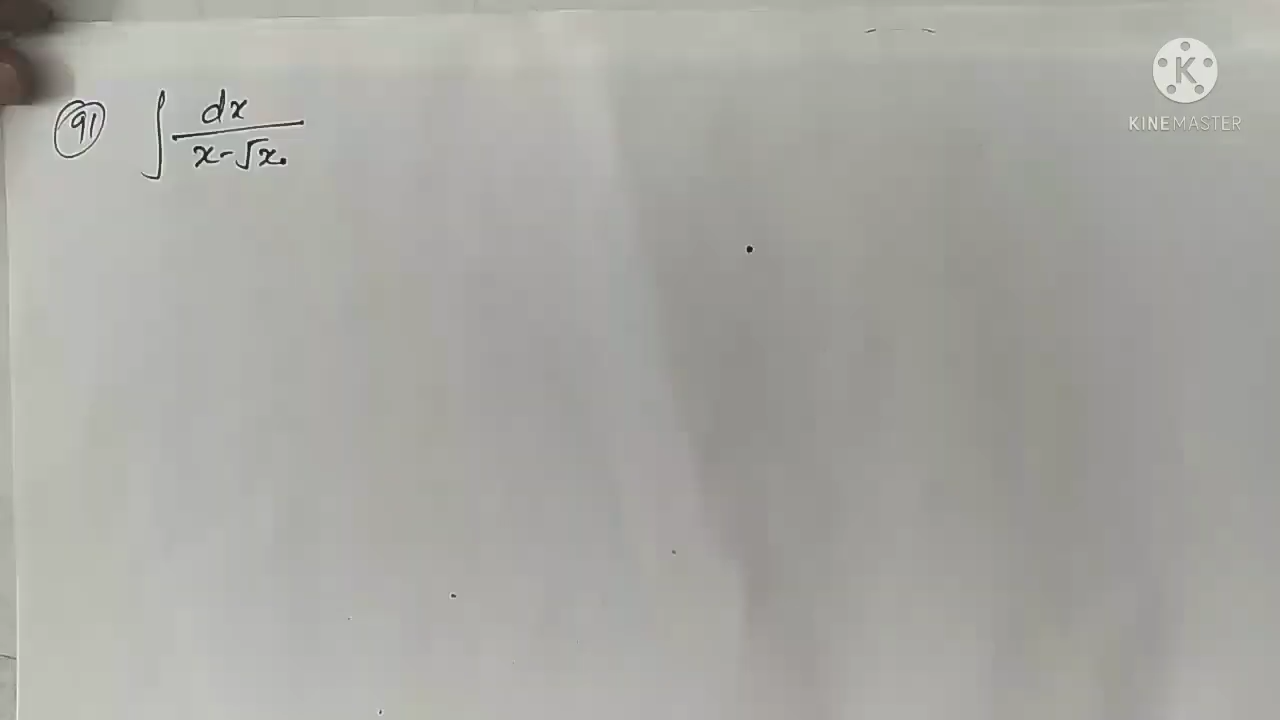 91 ∫ dx / x-√x
K
KINEMASTER